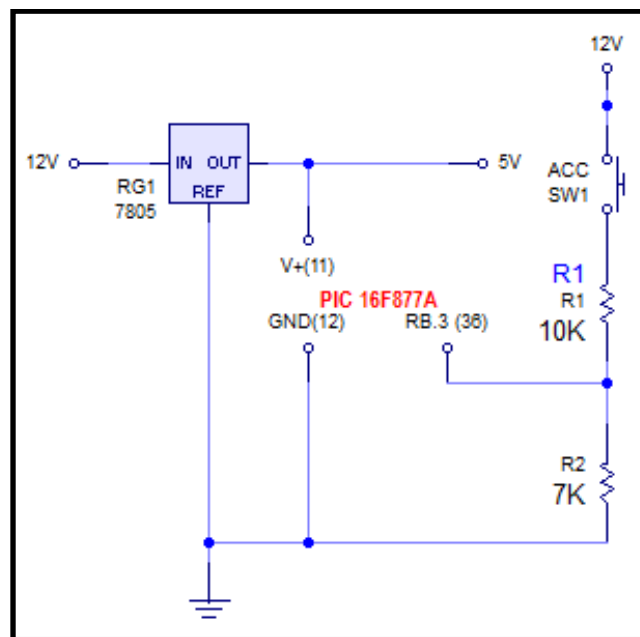 12V
12V
IN OUT
REF
RG1
7805
5V
ACC
SW1
V+(11)
PIC 16F877A
GND(12)
RB.3 (36)
R1
R1
10K
R2
7K